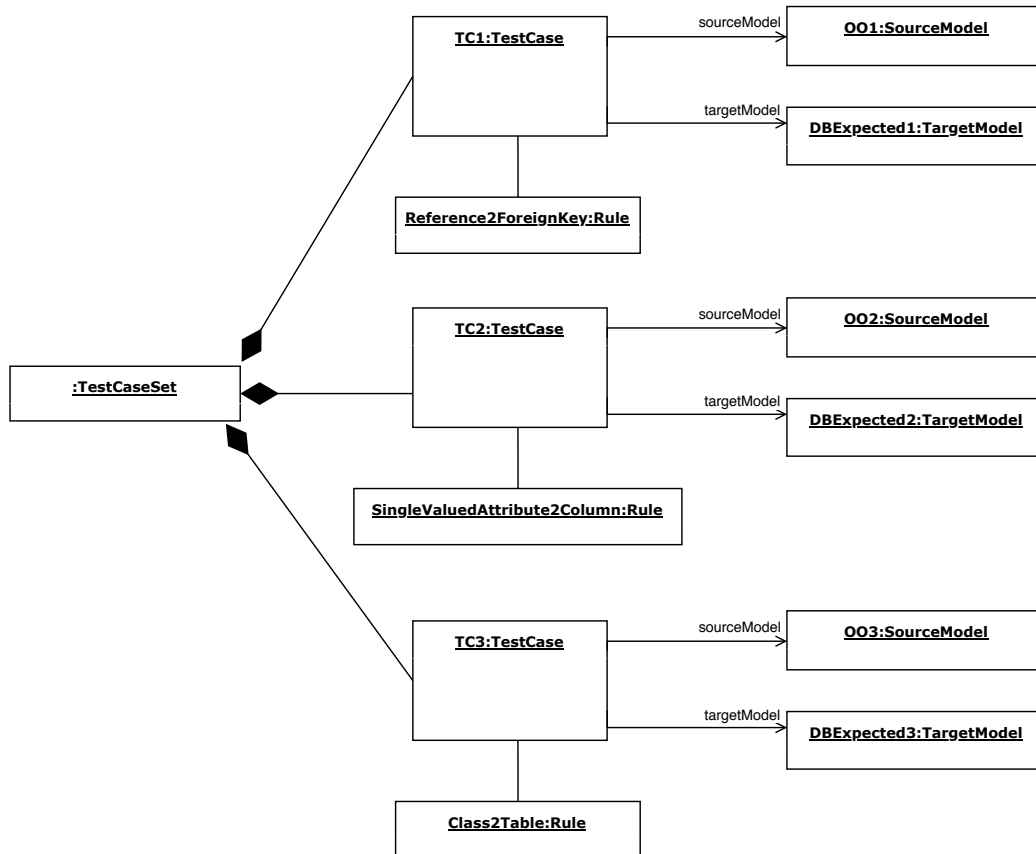 TC1:TestCase
sourceModel
OO1:SourceModel
targetModel
DBExpected1:TargetModel
Reference2ForeignKey:Rule
TC2:TestCase
sourceModel
OO2:SourceModel
:TestCaseSet
targetModel
DBExpected2:TargetModel
SingleValuedAttribute2Column:Rule
TC3:TestCase
sourceModel
OO3:SourceModel
targetModel
DBExpected3:TargetModel
Class2Table:Rule